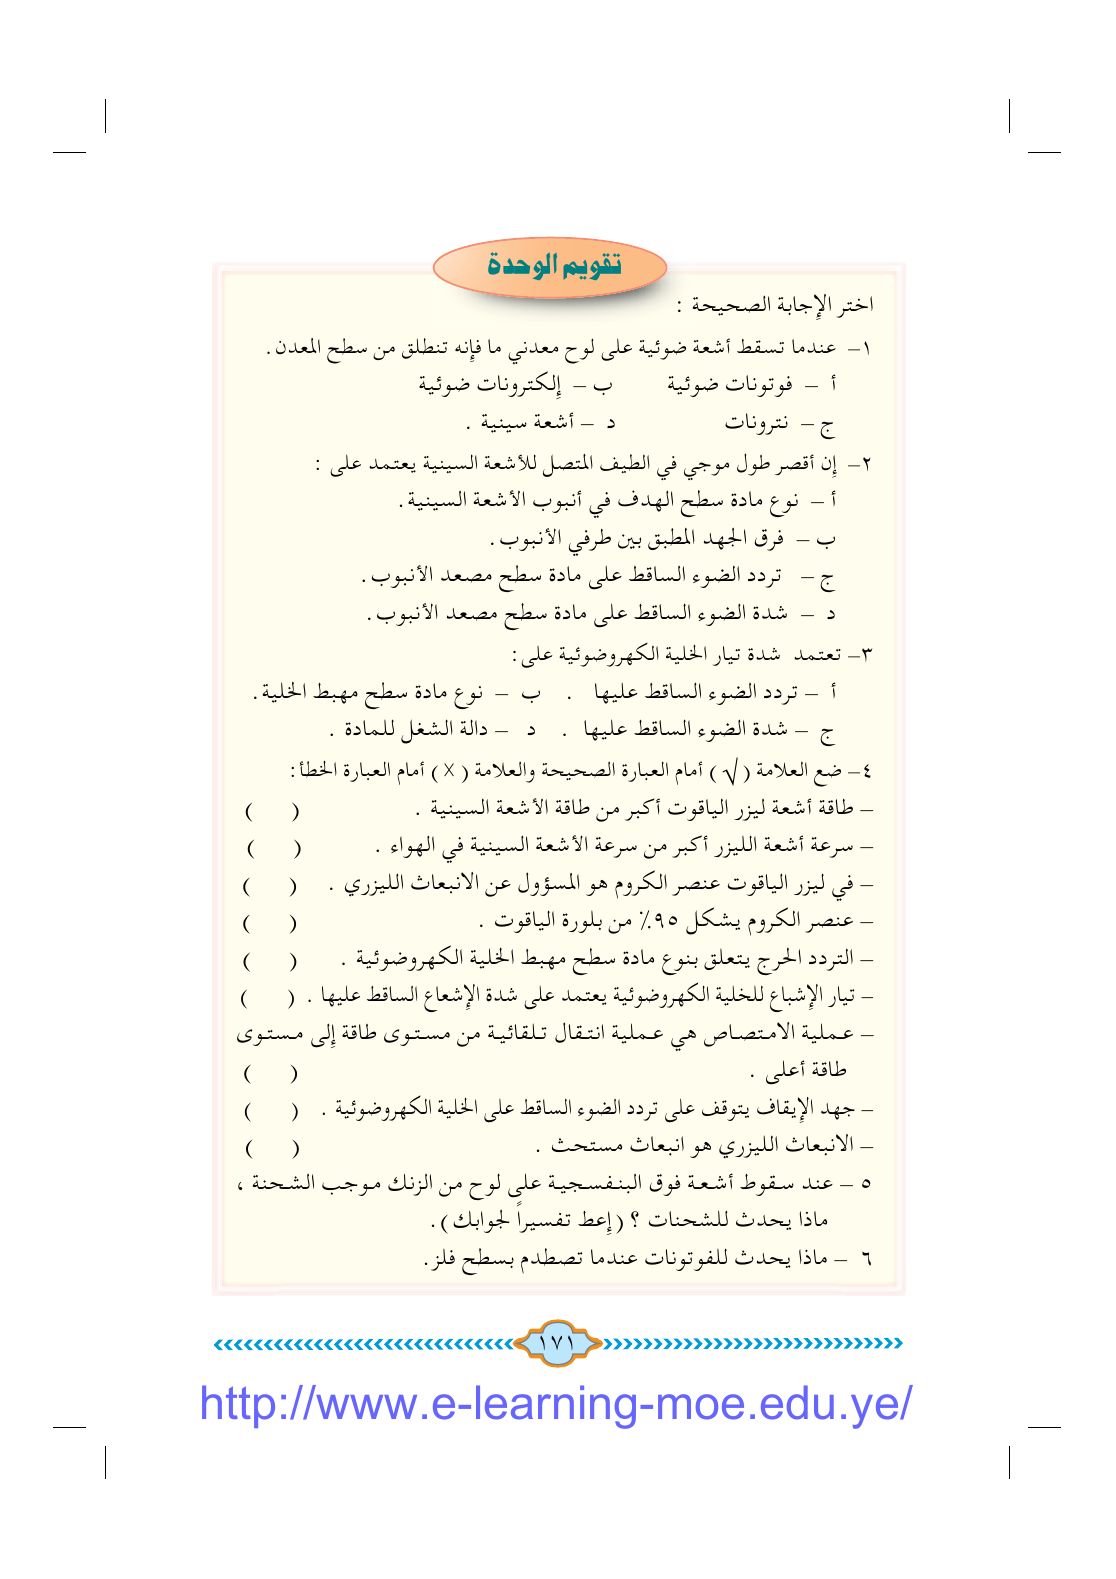 تقويم الوحدة
اختر الإجابة الصحيحة :
١– عندما تسقط أشعة ضوئية على لوح معدني ما فإنه تنطلق من سطح المعدن.
أ – فوتونات ضوئية ب – إلكترونات ضوئية
ج – نترونات د – أشعة سينية .
٢– إن أقصر طول موجي في الطيف المتصل للأشعة السينية يعتمد على :
أ – نوع مادة سطح الهدف في أنبوب الأشعة السينية.
ب – فرق الجهد المطبق بين طرفي الأنبوب.
ج – تردد الضوء الساقط على مادة سطح مصعد الأنبوب.
د – شدة الضوء الساقط على مادة سطح مصعد الأنبوب.
٣– تعتمد شدة تيار الخلية الكهروضوئية على:
أ – تردد الضوء الساقط عليها . ب – نوع مادة سطح مهبط الخلية.
ج – شدة الضوء الساقط عليها . د – دالة الشغل للمادة .
٤– ضع العلامة (√) أمام العبارة الصحيحة والعلامة (×) أمام العبارة الخطأ:
– طاقة أشعة ليزر الياقوت أكبر من طاقة الأشعة السينية . ( )
– سرعة أشعة الليزر أكبر من سرعة الأشعة السينية في الهواء . ( )
– في ليزر الياقوت عنصر الكروم هو المسؤول عن الانبعاث الليزري . ( )
– عنصر الكروم يشكل ٩٥٪ من بلورة الياقوت . ( )
– التردد الحرج يتعلق بنوع مادة سطح مهبط الخلية الكهروضوئية . ( )
– تيار الإشباع للخلية الكهروضوئية يعتمد على شدة الإشعاع الساقط عليها . ( )
– عملية الامتصاص هي عملية انتقال تلقائية من مستوى طاقة إلى مستوى
طاقة أعلى . ( )
– جهد الإيقاف يتوقف على تردد الضوء الساقط على الخلية الكهروضوئية . ( )
– الانبعاث الليزري هو انبعاث مستحث . ( )
٥ – عند سقوط أشعة فوق البنفسجية على لوح من الزنك موجب الشحنة ،
ماذا يحدث للشحنات ؟ (إعط تفسيراً لجوابك).
٦ – ماذا يحدث للفوتونات عندما تصطدم بسطح فلز.
١٧١
http://www.e-learning-moe.edu.ye/